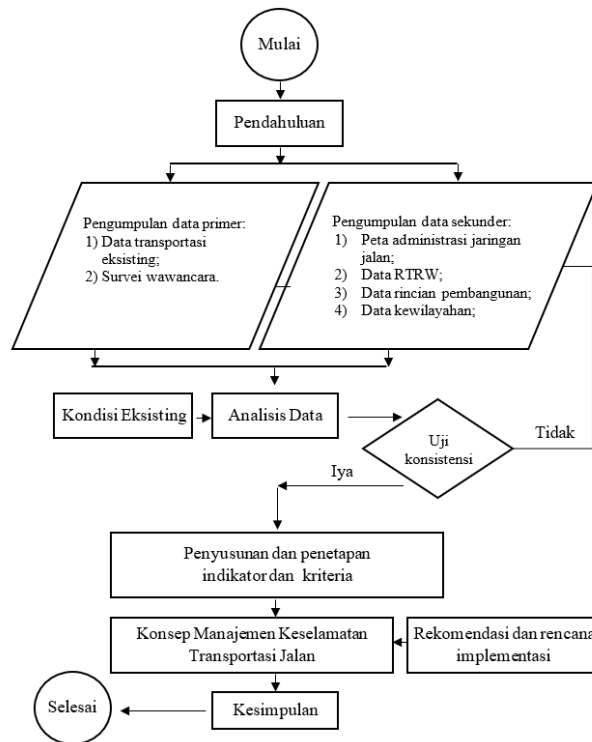 Mulai
Pendahuluan
Pengumpulan data primer:
1) Data transportasi
eksisting;
2) Survei wawancara.
Pengumpulan data sekunder:
1) Peta administrasi jaringan
jalan;
2) Data RTRW;
3) Data rincian pembangunan;
4) Data kewilayahan;
Kondisi Eksisting
Analisis Data
Uji
konsistensi
Tidak
Iya
Penyusunan dan penetapan
indikator dan kriteria
Konsep Manajemen Keselamatan
Transportasi Jalan
Rekomendasi dan rencana
implementasi
Selesai
Kesimpulan